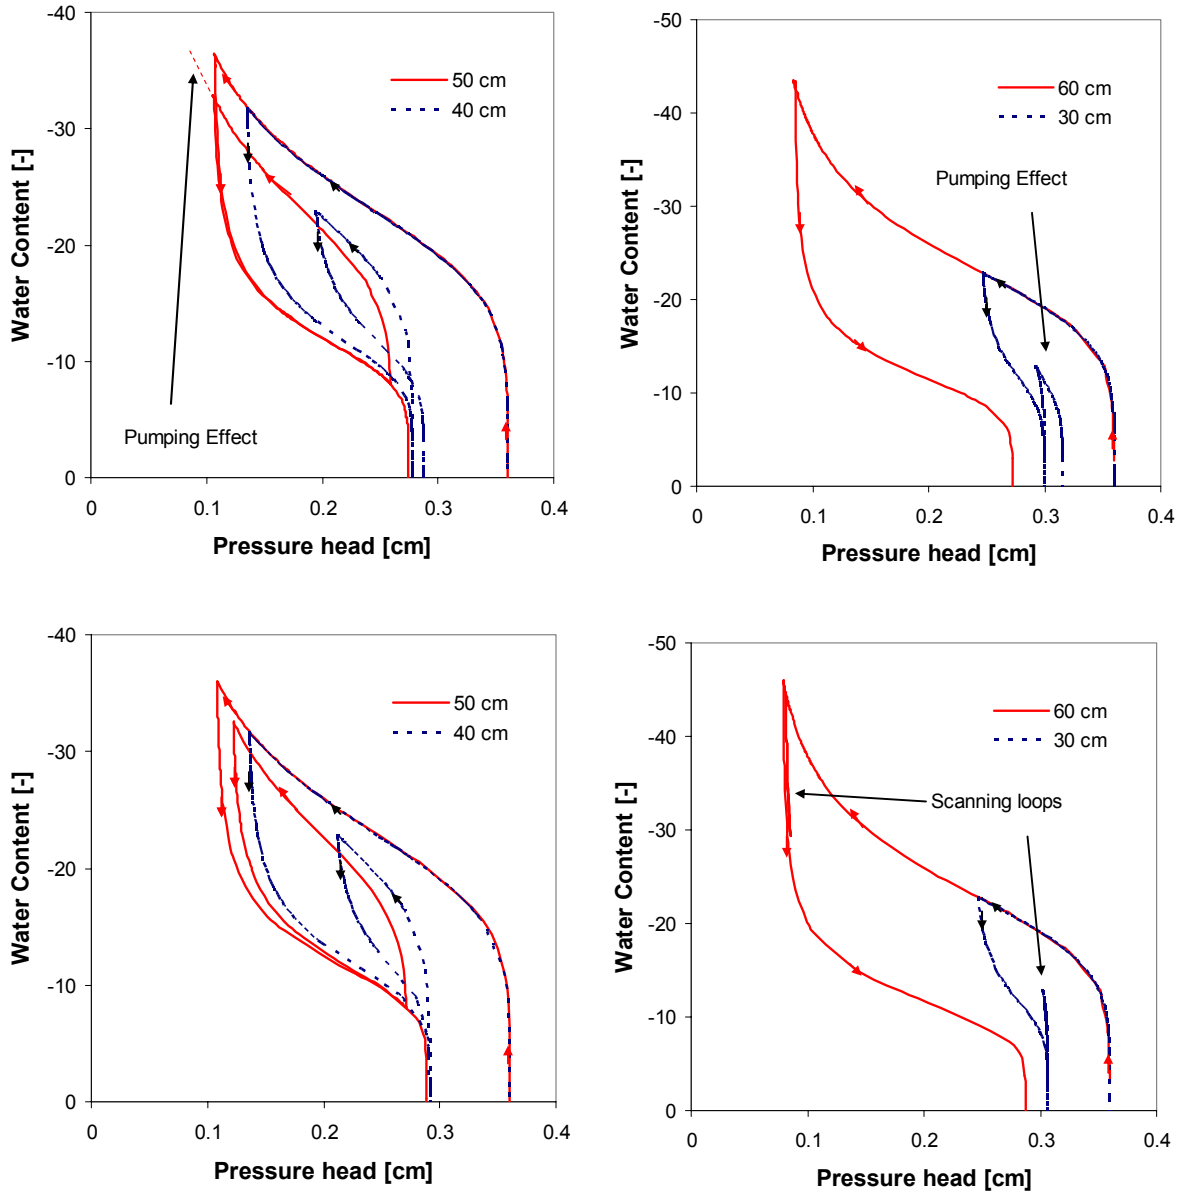 -40
-30
-20
-10
0
Water Content [-]
50 cm
40 cm
Pumping Effect
0 0.1 0.2 0.3 0.4
Pressure head [cm]
-50
-40
-30
-20
-10
0
Water Content [-]
60 cm
30 cm
Pumping Effect
0 0.1 0.2 0.3 0.4
Pressure head [cm]
-40
-30
-20
-10
0
Water Content [-]
50 cm
40 cm
0 0.1 0.2 0.3 0.4
Pressure head [cm]
-50
-40
-30
-20
-10
0
Water Content [-]
60 cm
30 cm
Scanning loops
0 0.1 0.2 0.3 0.4
Pressure head [cm]